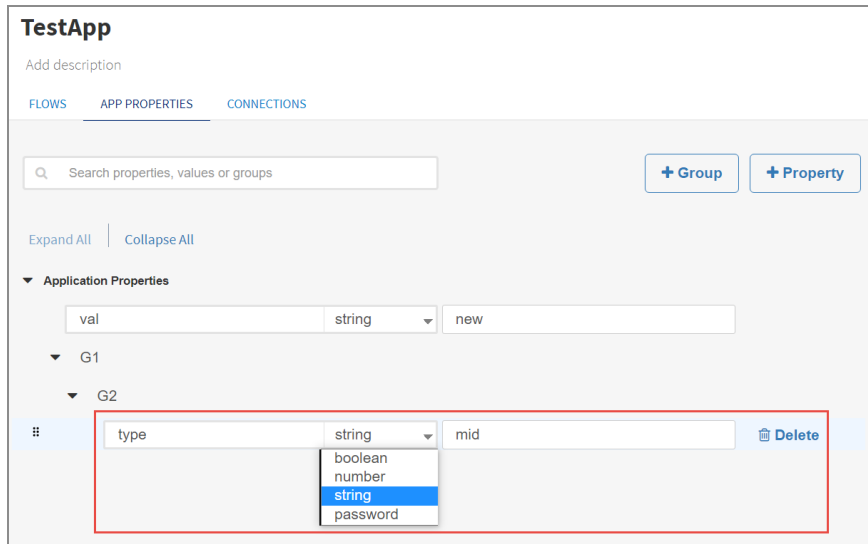 TestApp
Add description
FLOWS APP PROPERTIES CONNECTIONS
Search properties, values or groups + Group + Property
Expand All Collapse All
Application Properties
val string new
G1
G2
type string mid Delete
boolean
number
string
password